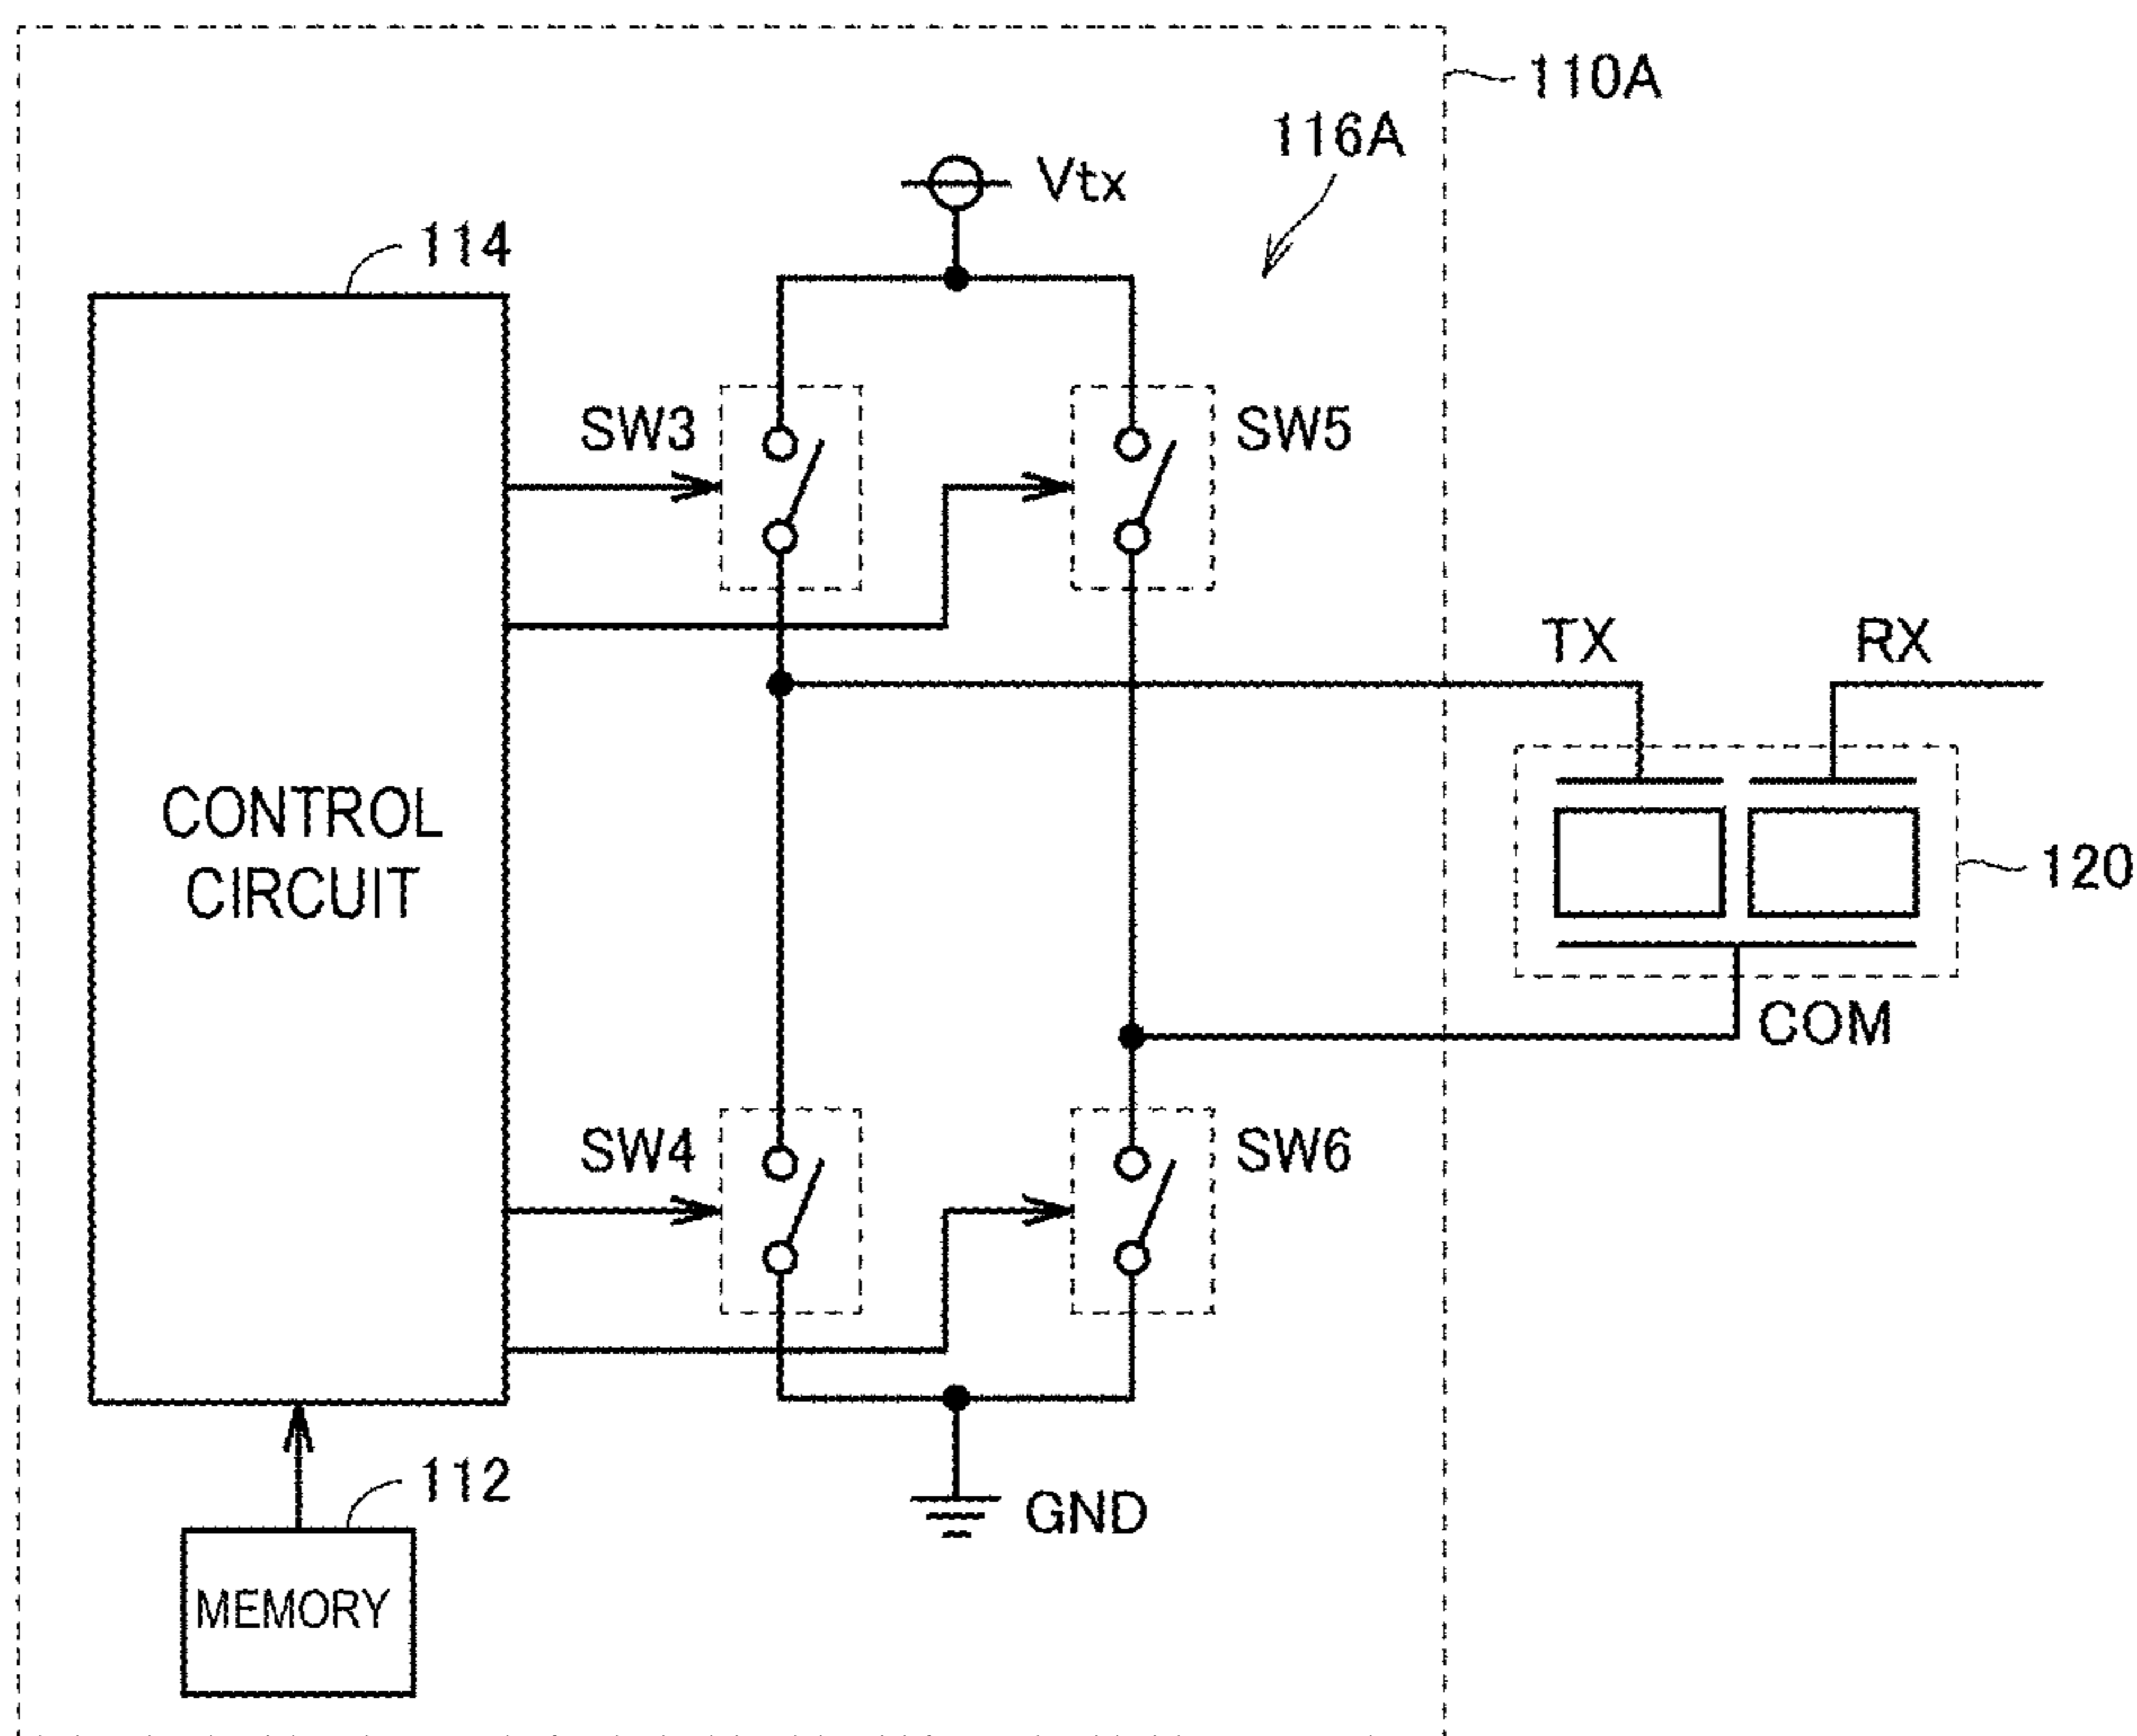 110A
116A
Vtx
114
SW3
SW5
TX
RX
CONTROL
CIRCUIT
120
COM
SW4
SW6
112
GND
MEMORY